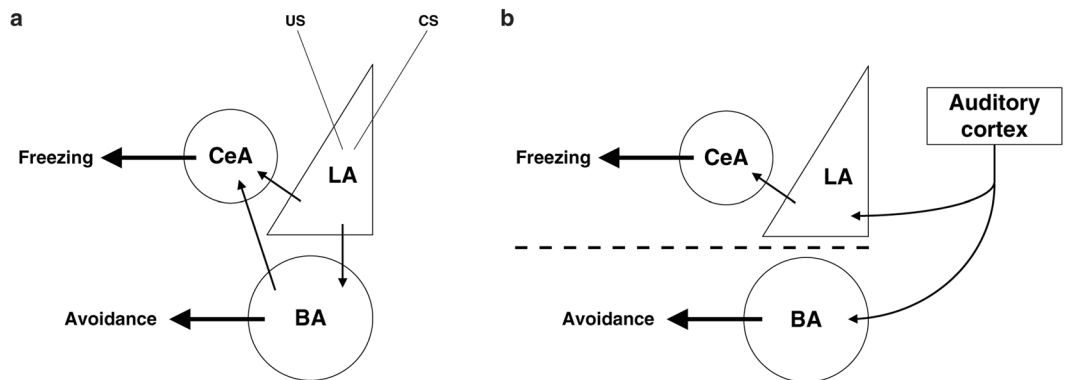 a
US
CS
Freezing
CeA
LA
Avoidance
BA
b
Auditory
cortex
Freezing
CeA
LA
Avoidance
BA